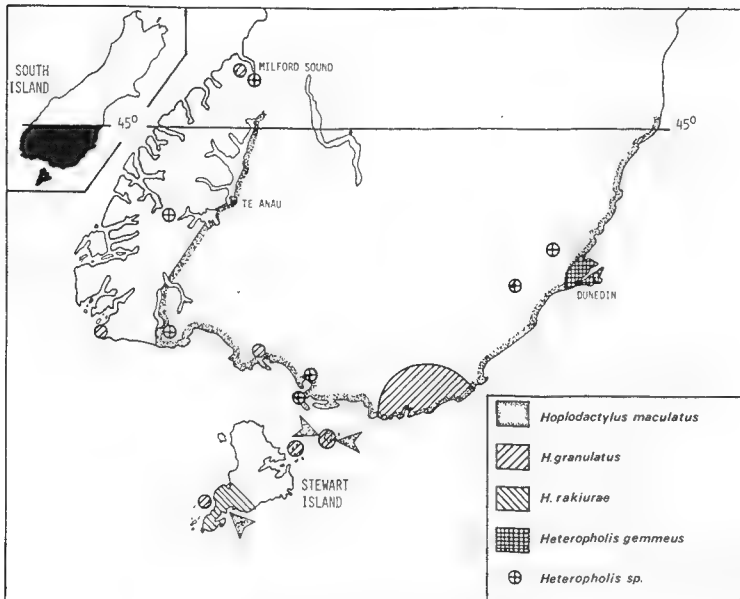 SOUTH
ISLAND
45°
MILFORD SOUND
45°
TE ANAU
DUNEDIN
STEWART
ISLAND
Hoplodactylus maculatus
H. granulatus
H. rakiurae
Heteropholis gemmeus
Heteropholis sp.